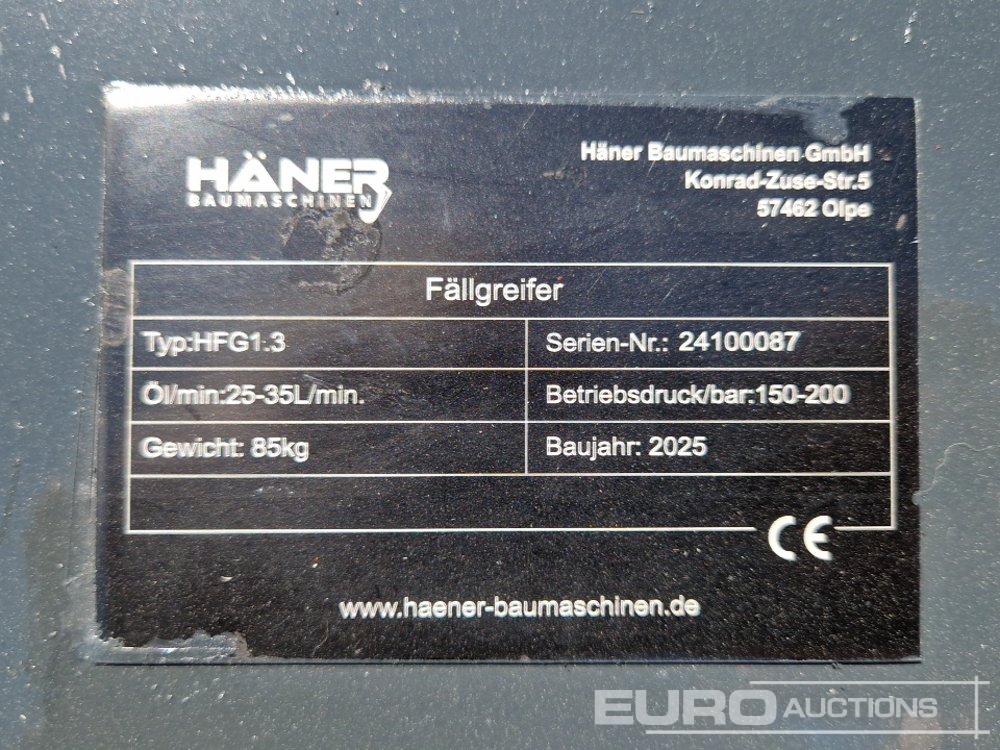 HÄNER
BAUMASCHINEN
Häner Baumaschinen GmbH
Konrad-Zuse-Str.5
57462 Olpe
Fällgreifer
Typ:HFG1.3
Serien-Nr.: 24100087
Öl/min:25-35L/min.
Betriebsdruck/bar:150-200
Gewicht: 85kg
Baujahr: 2025
CE
www.haener-baumaschinen.de
EURO AUCTIONS